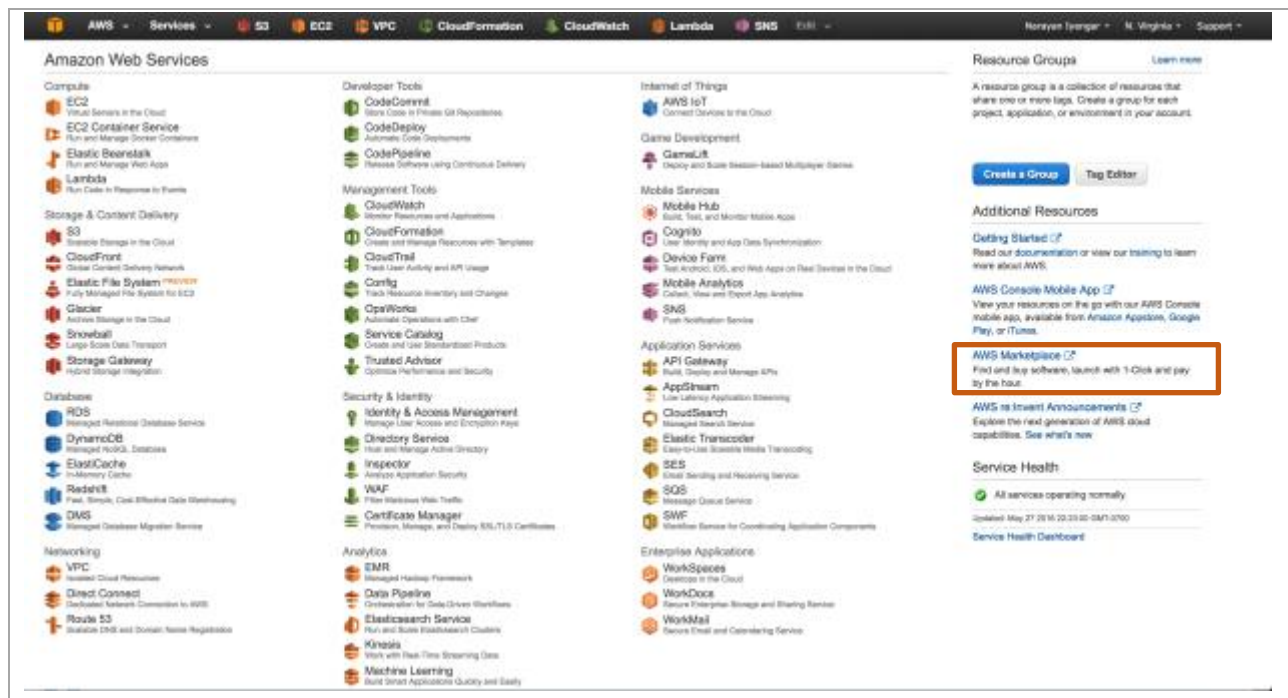 AWS Services S3 EC2 VPC CloudFormation CloudWatch Lambda SNS Edit Narayan Iyengar N. Virginia Support
Amazon Web Services
Compute
EC2
Virtual Servers in the Cloud
EC2 Container Service
Run and Manage Docker Containers
Elastic Beanstalk
Run and Manage Web Apps
Lambda
Run Code in Response to Events
Storage & Content Delivery
S3
Scalable Storage in the Cloud
CloudFront
Global Content Delivery Network
Elastic File System PREVIEW
Fully Managed File System for EC2
Glacier
Archive Storage in the Cloud
Snowball
Large Scale Data Transport
Storage Gateway
Hybrid Storage Integration
Database
RDS
Managed Relational Database Service
DynamoDB
Managed NoSQL Database
ElastiCache
In-Memory Cache
Redshift
Fast, Simple, Cost-Effective Data Warehousing
DMS
Managed Database Migration Service
Networking
VPC
Isolated Cloud Resources
Direct Connect
Dedicated Network Connection to AWS
Route 53
Scalable DNS and Domain Name Registration
Developer Tools
CodeCommit
Store Code in Private Git Repositories
CodeDeploy
Automate Code Deployments
CodePipeline
Release Software using Continuous Delivery
Management Tools
CloudWatch
Monitor Resources and Applications
CloudFormation
Create and Manage Resources with Templates
CloudTrail
Track User Activity and API Usage
Config
Track Resource Inventory and Changes
OpsWorks
Automate Operations with Chef
Service Catalog
Create and Use Standardized Products
Trusted Advisor
Optimize Performance and Security
Security & Identity
Identity & Access Management
Manage User Access and Encryption Keys
Directory Service
Host and Manage Active Directory
Inspector
Analyze Application Security
WAF
Filter Malicious Web Traffic
Certificate Manager
Provision, Manage, and Deploy SSL/TLS Certificates
Analytics
EMR
Managed Hadoop Framework
Data Pipeline
Orchestration for Data-Driven Workflows
Elasticsearch Service
Run and Scale Elasticsearch Clusters
Kinesis
Work with Real-Time Streaming Data
Machine Learning
Build Smart Applications Quickly and Easily
Internet of Things
AWS IoT
Connect Devices to the Cloud
Game Development
GameLift
Deploy and Scale Session-based Multiplayer Games
Mobile Services
Mobile Hub
Build, Test, and Monitor Mobile Apps
Cognito
User Identity and App Data Synchronization
Device Farm
Test Android, iOS, and Web Apps on Real Devices in the Cloud
Mobile Analytics
Collect, View and Export App Analytics
SNS
Push Notification Service
Application Services
API Gateway
Build, Deploy and Manage APIs
AppStream
Low Latency Application Streaming
CloudSearch
Managed Search Service
Elastic Transcoder
Easy-to-Use Scalable Media Transcoding
SES
Email Sending and Receiving Service
SQS
Message Queue Service
SWF
Workflow Service for Coordinating Application Components
Enterprise Applications
WorkSpaces
Desktops in the Cloud
WorkDocs
Secure Enterprise Storage and Sharing Service
WorkMail
Secure Email and Calendaring Service
Resource Groups Learn more
A resource group is a collection of resources that
share one or more tags. Create a group for each
project, application, or environment in your account.
Create a Group Tag Editor
Additional Resources
Getting Started
Read our documentation or view our training to learn
more about AWS.
AWS Console Mobile App
View your resources on the go with our AWS Console
mobile app, available from Amazon Appstore, Google
Play, or iTunes.
AWS Marketplace
Find and buy software, launch with 1-Click and pay
by the hour.
AWS re:Invent Announcements
Explore the next generation of AWS cloud
capabilities. See what's new
Service Health
All services operating normally.
Updated: May 27 2016 20:33:00 GMT-0700
Service Health Dashboard